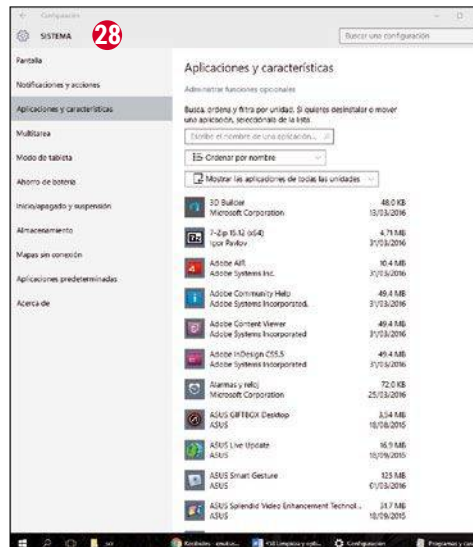 Configuración
SISTEMA
28
Buscar una configuración
Pantalla
Notificaciones y acciones
Aplicaciones y características
Multitarea
Modo de tableta
Ahorro de batería
Inicio/apagado y suspensión
Almacenamiento
Mapas sin conexión
Aplicaciones predeterminadas
Acerca de
Aplicaciones y características
Administrar funciones opcionales
Busca, ordena y filtra por unidad. Si quieres desinstalar o mover
una aplicación, selecciónala de la lista.
Escribe el nombre de una aplicación...
Ordenar por nombre
Mostrar las aplicaciones de todas las unidades
3D Builder 48,0 KB
Microsoft Corporation 13/03/2016
7-Zip 15.12 (x64) 4,71 MB
Igor Pavlov 31/03/2016
Adobe AIR 10,4 MB
Adobe Systems Inc. 31/03/2016
Adobe Community Help 49,4 MB
Adobe Systems Incorporated. 31/03/2016
Adobe Content Viewer 49,4 MB
Adobe Systems Incorporated 31/03/2016
Adobe InDesign CS5.5 49,4 MB
Adobe Systems Incorporated 31/03/2016
Alarmas y reloj 72,0 KB
Microsoft Corporation 25/03/2016
ASUS GIFTBOX Desktop 3,54 MB
ASUS 18/08/2015
ASUS Live Update 16,9 MB
ASUS 18/09/2015
ASUS Smart Gesture 125 MB
ASUS 01/03/2016
ASUS Splendid Video Enhancement Technol... 31,7 MB
ASUS 18/09/2015
Configuración
Programas y car